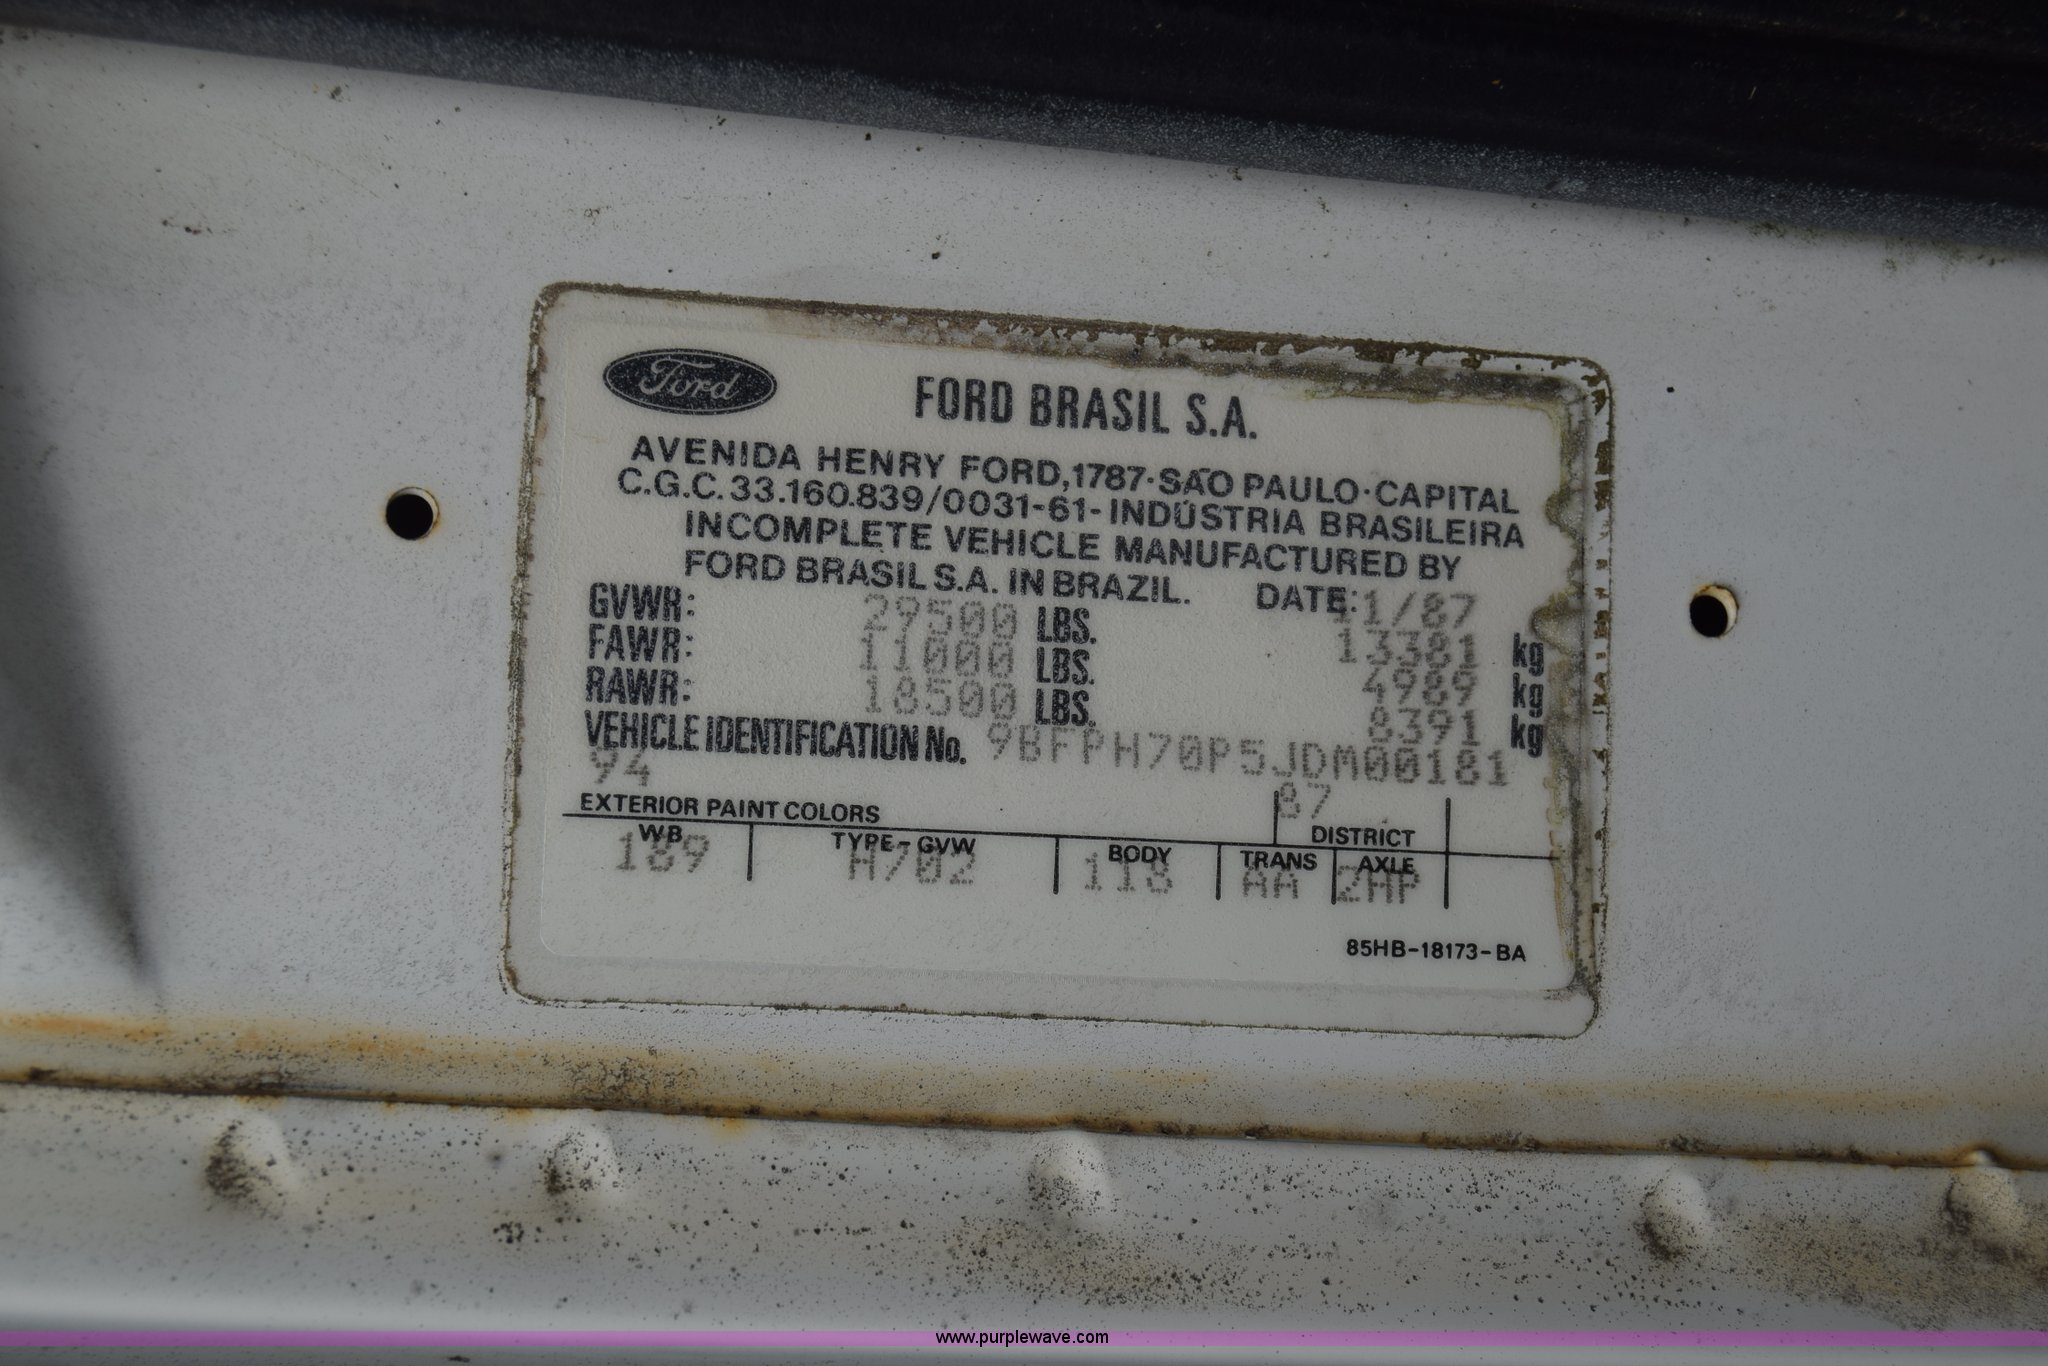 Ford
FORD BRASIL S.A.
AVENIDA HENRY FORD, 1787·SÃO PAULO·CAPITAL
C.G.C. 33.160.839/0031-61- INDÚSTRIA BRASILEIRA
INCOMPLETE VEHICLE MANUFACTURED BY
FORD BRASIL S.A. IN BRAZIL. DATE: 11/87
GVWR: 29500 LBS. 13381 kg
FAWR: 11000 LBS. 4989 kg
RAWR: 18500 LBS. 8391 kg
VEHICLE IDENTIFICATION No. 9BFPH70P5JDM00181
94 87
EXTERIOR PAINT COLORS DISTRICT
WB TYPE-GVW BODY TRANS AXLE
189 H702 118 AA 2HP
85HB-18173-BA
www.purplewave.com